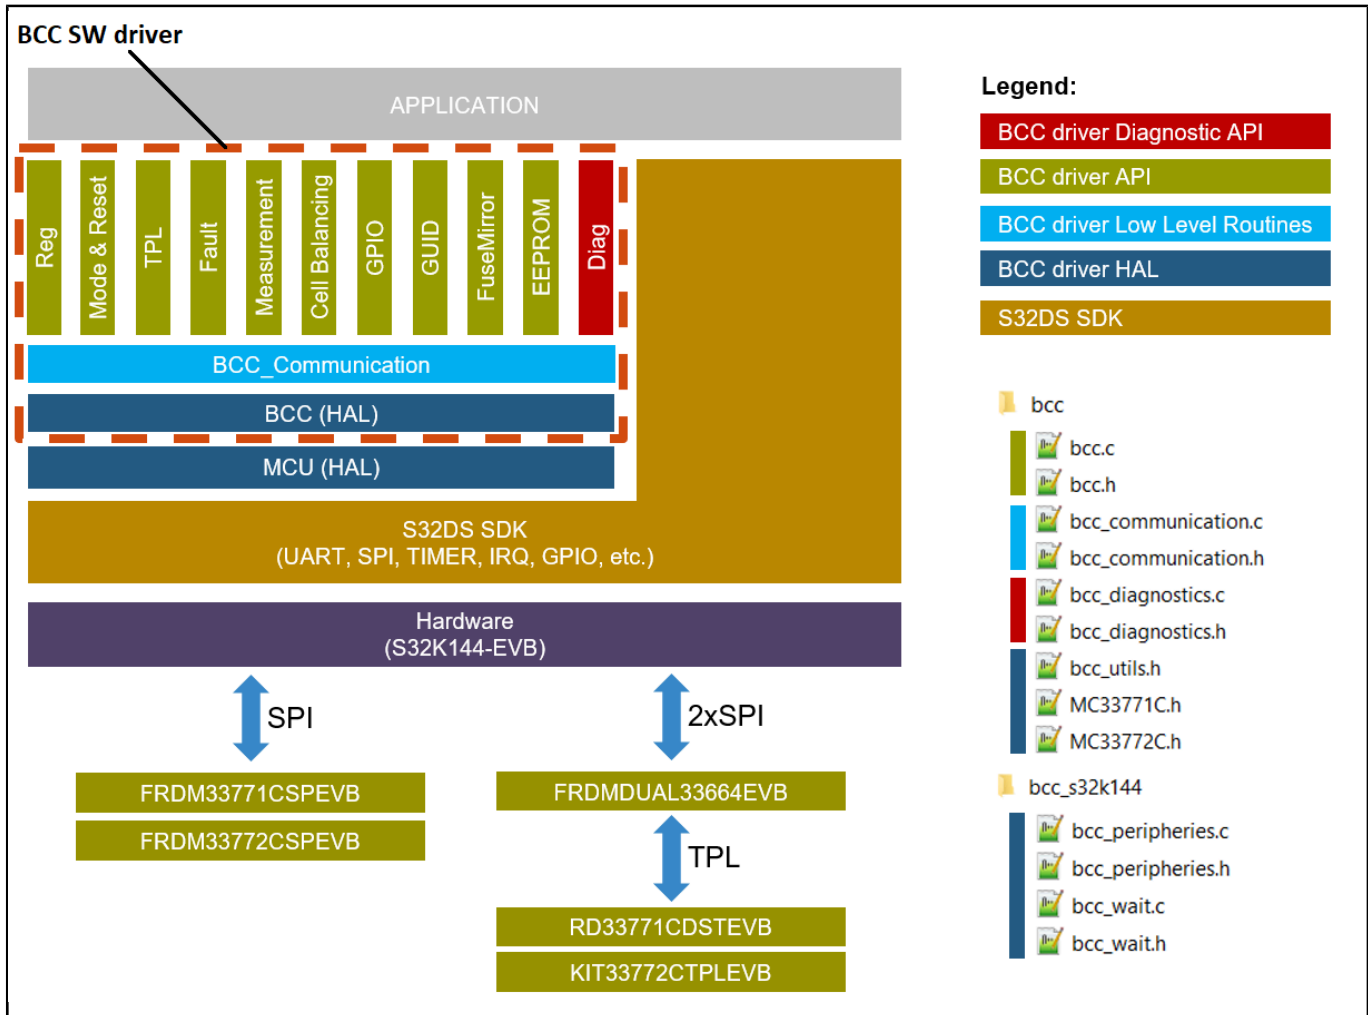 BCC SW driver
APPLICATION
Reg
Mode & Reset
TPL
Fault
Measurement
Cell Balancing
GPIO
GUID
FuseMirror
EEPROM
Diag
BCC_Communication
BCC (HAL)
MCU (HAL)
S32DS SDK
(UART, SPI, TIMER, IRQ, GPIO, etc.)
Hardware
(S32K144-EVB)
SPI
2xSPI
FRDM33771CSPEVB
FRDM33772CSPEVB
FRDMDUAL33664EVB
TPL
RD33771CDSTEVB
KIT33772CTPLEVB
Legend:
BCC driver Diagnostic API
BCC driver API
BCC driver Low Level Routines
BCC driver HAL
S32DS SDK
bcc
bcc.c
bcc.h
bcc_communication.c
bcc_communication.h
bcc_diagnostics.c
bcc_diagnostics.h
bcc_utils.h
MC33771C.h
MC33772C.h
bcc_s32k144
bcc_peripheries.c
bcc_peripheries.h
bcc_wait.c
bcc_wait.h